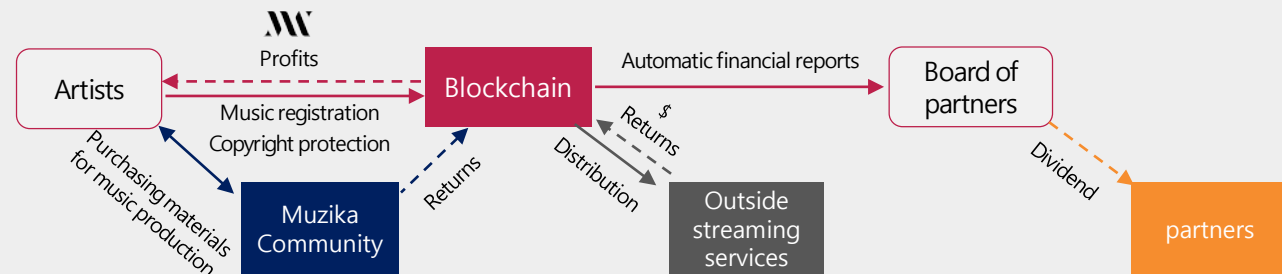 Profits
Artists
Music registration
Copyright protection
Blockchain
Automatic financial reports
Board of
partners
Purchasing materials
for music production
Muzika
Community
Returns
$
Returns
Distribution
Outside
streaming
services
Dividend
partners